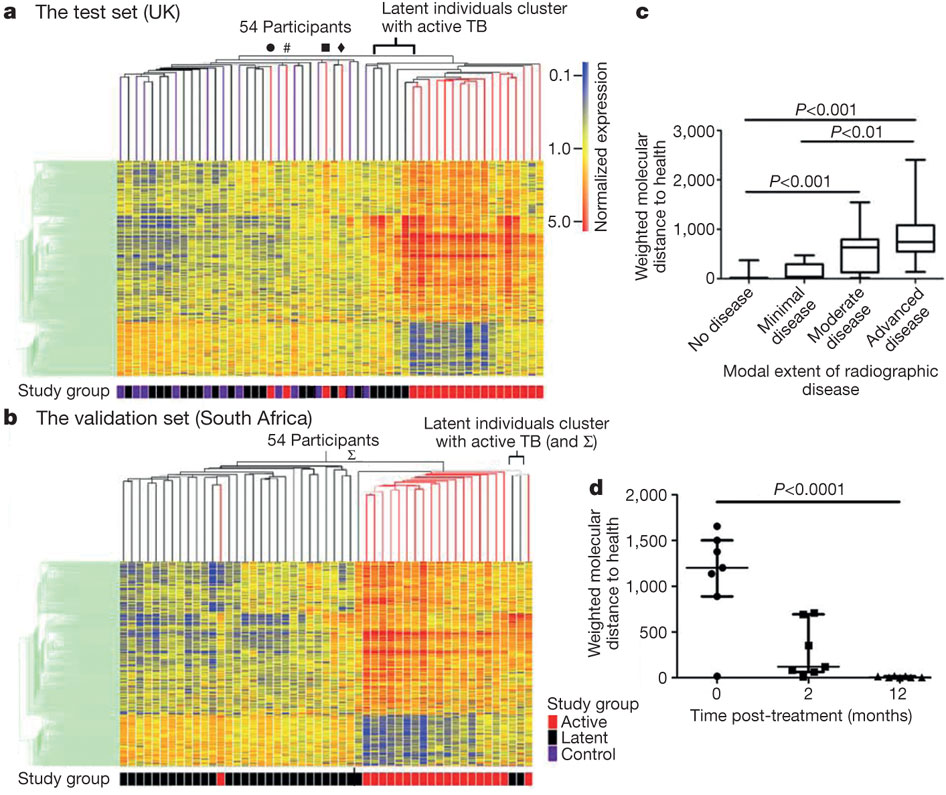 a The test set (UK)
54 Participants
● # ■ ♦
Latent individuals cluster
with active TB
0.1
1.0
5.0
Normalized expression
Study group
b The validation set (South Africa)
54 Participants
Σ
Latent individuals cluster
with active TB (and Σ)
Study group
Study group
Active
Latent
Control
c
P<0.001
P<0.01
P<0.001
3,000
2,000
1,000
0
Weighted molecular
distance to health
No disease
Minimal
disease
Moderate
disease
Advanced
disease
Modal extent of radiographic
disease
d
P<0.0001
2,000
1,500
1,000
500
0
Weighted molecular
distance to health
0 2 12
Time post-treatment (months)